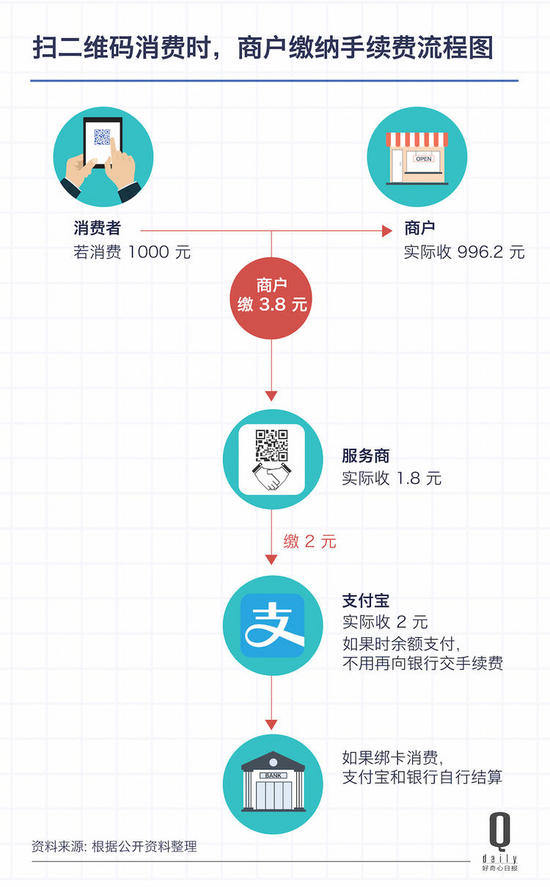 扫二维码消费时，商户缴纳手续费流程图
OPEN
消费者
若消费 1000 元
商户
实际收 996.2 元
商户
缴 3.8 元
服务商
实际收 1.8 元
缴 2 元
支
支付宝
实际收 2 元
如果时余额支付，
不用再向银行交手续费
BANK
如果绑卡消费，
支付宝和银行自行结算
资料来源: 根据公开资料整理
Q
daily
好奇心日报